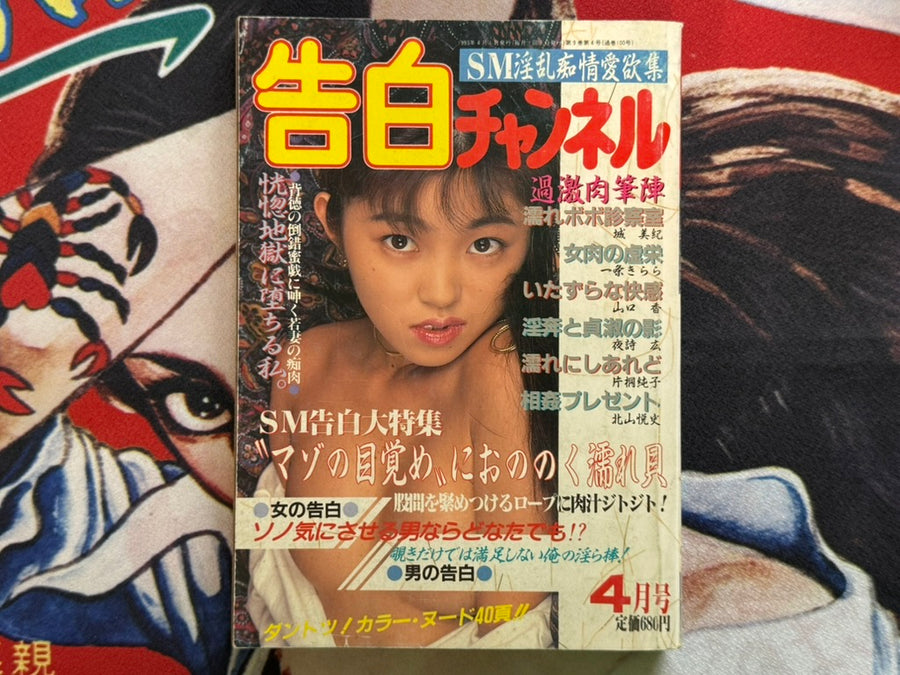 SM淫乱痴情愛欲集
告白チャンネル
過激肉筆陣
濡れボボ診察室
城 美紀
女肉の虚栄
一条きらら
いたずらな快感
山口 香
淫奔と貞淑の影
夜詩 広
濡れにしあれど
片桐純子
相姦プレゼント
北山悦史
●背徳の倒錯蜜戯に呻く若妻の痴肉●
恍惚地獄に堕ちる私。
SM告白大特集
〝マゾの目覚め〟におののく濡れ貝
股間を緊めつけるロープに肉汁ジトジト!
●女の告白●
ソノ気にさせる男ならどなたでも!?
覗きだけでは満足しない俺の淫ら棒!
●男の告白●
ダントツ!カラー・ヌード40頁!!
4月号
定価680円
親